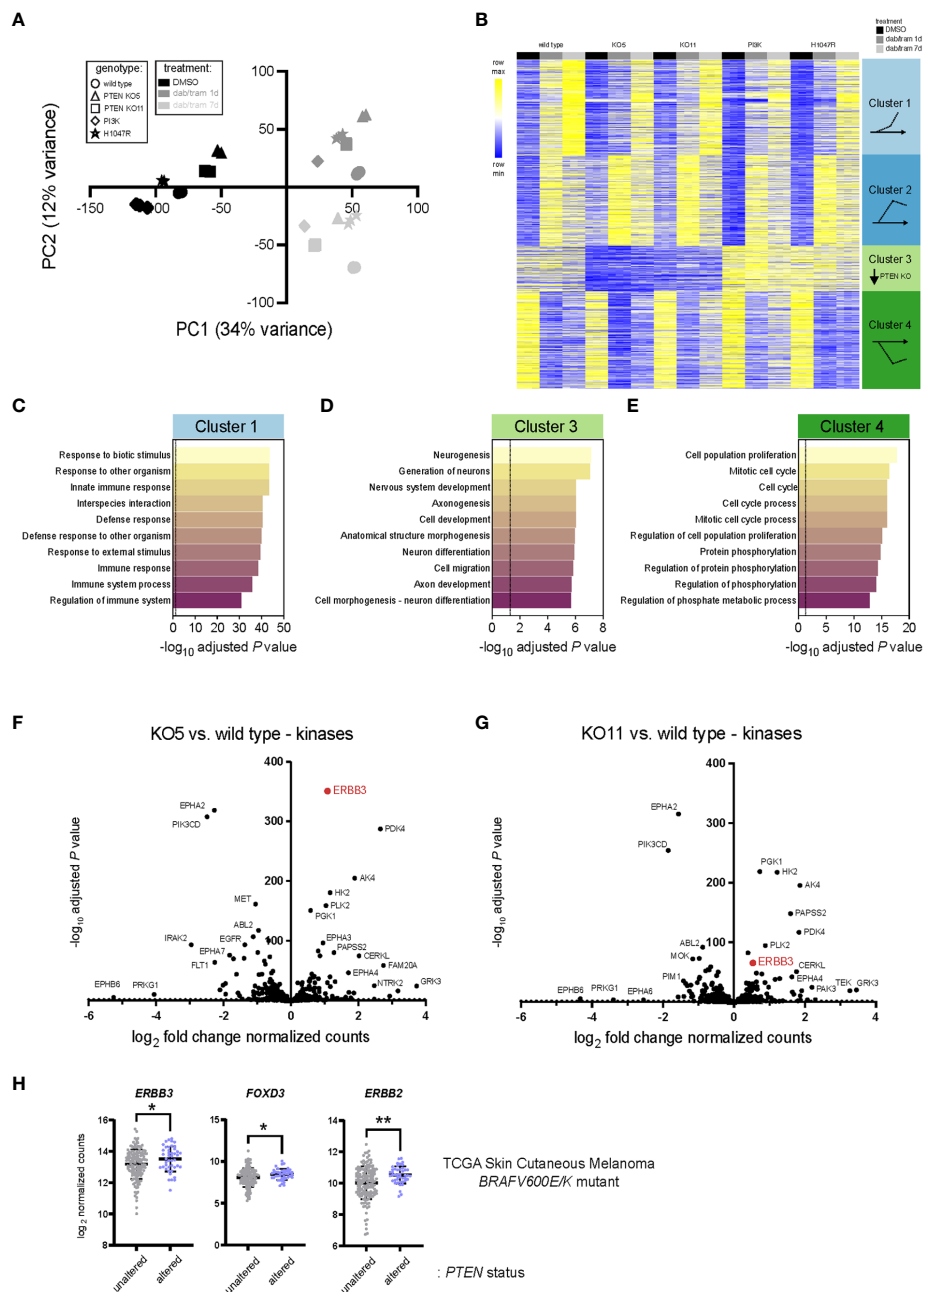 A
genotype:
wild type
PTEN KO5
PTEN KO11
PI3K
H1047R
treatment:
DMSO
dab/tram 1d
dab/tram 7d
100
50
-150
-100
-50
50
100
-50
-100
PC2 (12% variance)
PC1 (34% variance)
B
treatment
DMSO
dab/tram 1d
dab/tram 7d
wild type
KO5
KO11
PI3K
H1047R
row
max
row
min
Cluster 1
Cluster 2
Cluster 3
PTEN KO
Cluster 4
C
Cluster 1
Response to biotic stimulus
Response to other organism
Innate immune response
Interspecies interaction
Defense response
Defense response to other organism
Response to external stimulus
Immune response
Immune system process
Regulation of immune system
0 10 20 30 40 50
-log10 adjusted P value
D
Cluster 3
Neurogenesis
Generation of neurons
Nervous system development
Axonogenesis
Cell development
Anatomical structure morphogenesis
Neuron differentiation
Cell migration
Axon development
Cell morphogenesis - neuron differentiation
0 2 4 6 8
-log10 adjusted P value
E
Cluster 4
Cell population proliferation
Mitotic cell cycle
Cell cycle
Cell cycle process
Mitotic cell cycle process
Regulation of cell population proliferation
Protein phosphorylation
Regulation of protein phosphorylation
Regulation of phosphorylation
Regulation of phosphate metabolic process
0 5 10 15 20
-log10 adjusted P value
F
KO5 vs. wild type - kinases
400
300
200
100
0
-log10 adjusted P value
ERBB3
EPHA2
PIK3CD
PDK4
AK4
MET
HK2
PLK2
PGK1
ABL2
IRAK2
EGFR
EPHA3
EPHA7
PAPSS2
CERKL
FLT1
FAM20A
EPHA4
NTRK2
GRK3
EPHB6
PRKG1
-6 -4 -2 0 2 4
log2 fold change normalized counts
G
KO11 vs. wild type - kinases
400
300
200
100
0
-log10 adjusted P value
EPHA2
PIK3CD
PGK1
HK2
AK4
PAPSS2
PDK4
ABL2
PLK2
MOK
ERBB3
CERKL
PIM1
EPHA4
TEK
GRK3
PAK3
EPHB6
PRKG1
EPHA6
-6 -4 -2 0 2 4
log2 fold change normalized counts
H
ERBB3
*
16
14
12
10
8
log2 normalized counts
unaltered
altered
FOXD3
*
15
10
5
0
unaltered
altered
ERBB2
**
14
12
10
8
6
unaltered
altered
TCGA Skin Cutaneous Melanoma
BRAFV600E/K mutant
: PTEN status